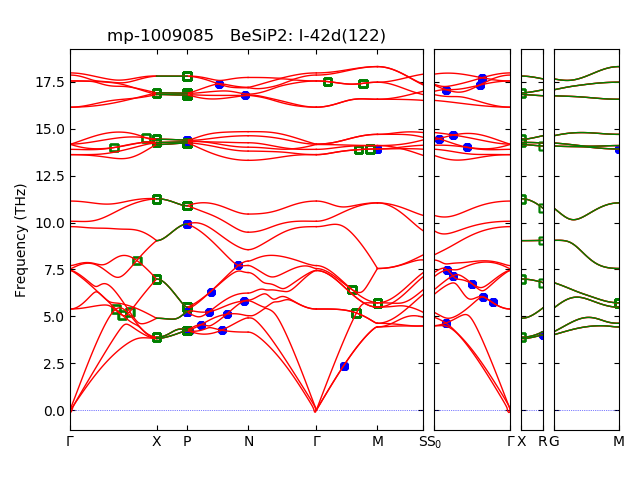 mp-1009085 BeSiP2: I-42d(122)
Frequency (THz)
17.5
15.0
12.5
10.0
7.5
5.0
2.5
0.0
Γ X P N Γ M S S₀ Γ X R G M